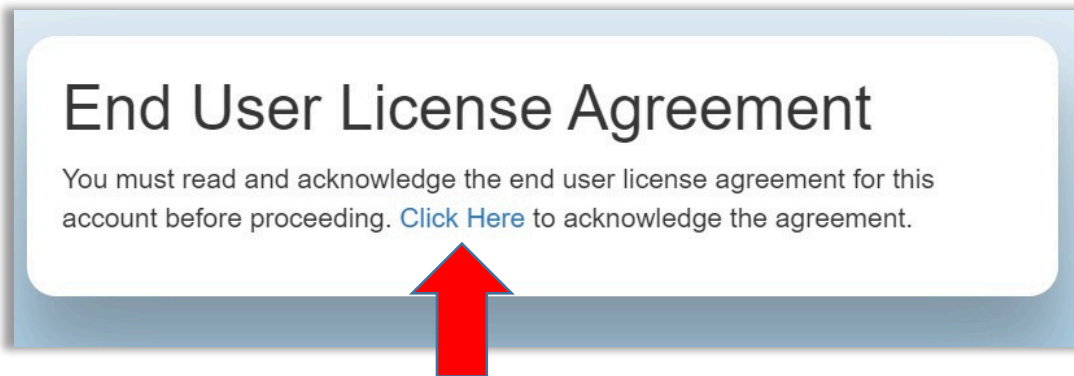 End User License Agreement
You must read and acknowledge the end user license agreement for this
account before proceeding. Click Here to acknowledge the agreement.